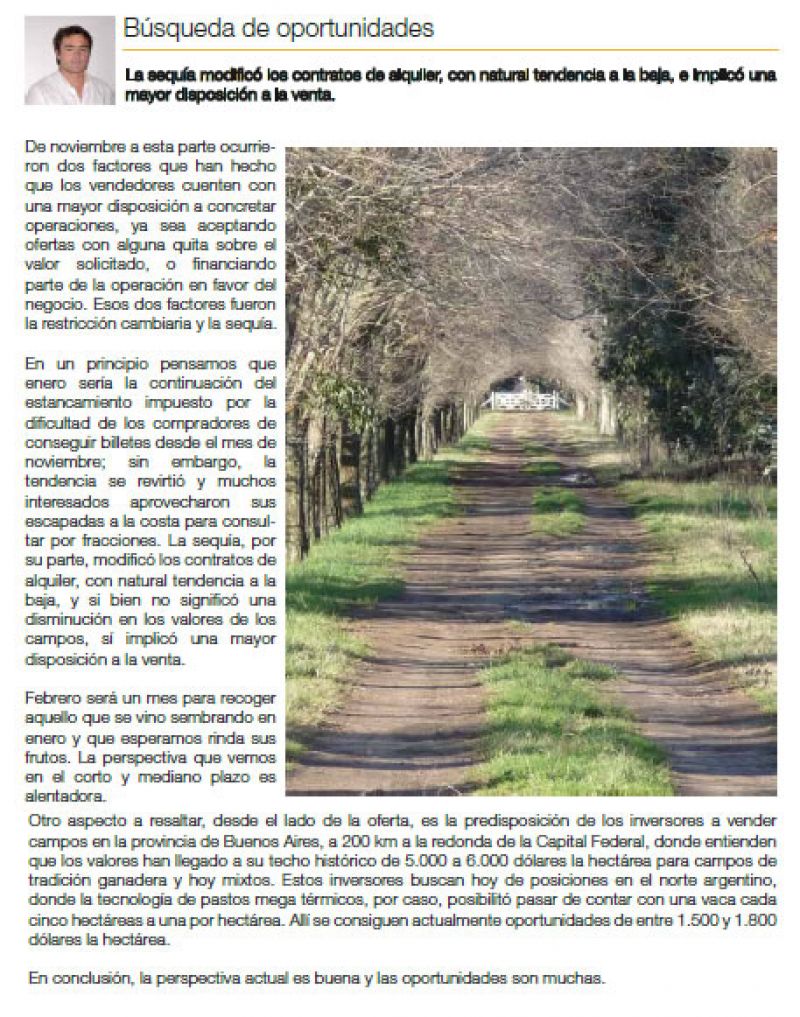 Búsqueda de oportunidades
La sequía modificó los contratos de alquiler, con natural tendencia a la baja, e implicó una
mayor disposición a la venta.
De noviembre a esta parte ocurrie-
ron dos factores que han hecho
que los vendedores cuenten con
una mayor disposición a concretar
operaciones, ya sea aceptando
ofertas con alguna quita sobre el
valor solicitado, o financiando
parte de la operación en favor del
negocio. Esos dos factores fueron
la restricción cambiaria y la sequía.
En un principio pensamos que
enero sería la continuación del
estancamiento impuesto por la
dificultad de los compradores de
conseguir billetes desde el mes de
noviembre; sin embargo, la
tendencia se revirtió y muchos
interesados aprovecharon sus
escapadas a la costa para consul-
tar por fracciones. La sequía, por
su parte, modificó los contratos de
alquiler, con natural tendencia a la
baja, y si bien no significó una
disminución en los valores de los
campos, sí implicó una mayor
disposición a la venta.
Febrero será un mes para recoger
aquello que se vino sembrando en
enero y que esperamos rinda sus
frutos. La perspectiva que vemos
en el corto y mediano plazo es
alentadora.
Otro aspecto a resaltar, desde el lado de la oferta, es la predisposición de los inversores a vender
campos en la provincia de Buenos Aires, a 200 km a la redonda de la Capital Federal, donde entienden
que los valores han llegado a su techo histórico de 5.000 a 6.000 dólares la hectárea para campos de
tradición ganadera y hoy mixtos. Estos inversores buscan hoy de posiciones en el norte argentino,
donde la tecnología de pastos mega térmicos, por caso, posibilitó pasar de contar con una vaca cada
cinco hectáreas a una por hectárea. Allí se consiguen actualmente oportunidades de entre 1.500 y 1.800
dólares la hectárea.
En conclusión, la perspectiva actual es buena y las oportunidades son muchas.